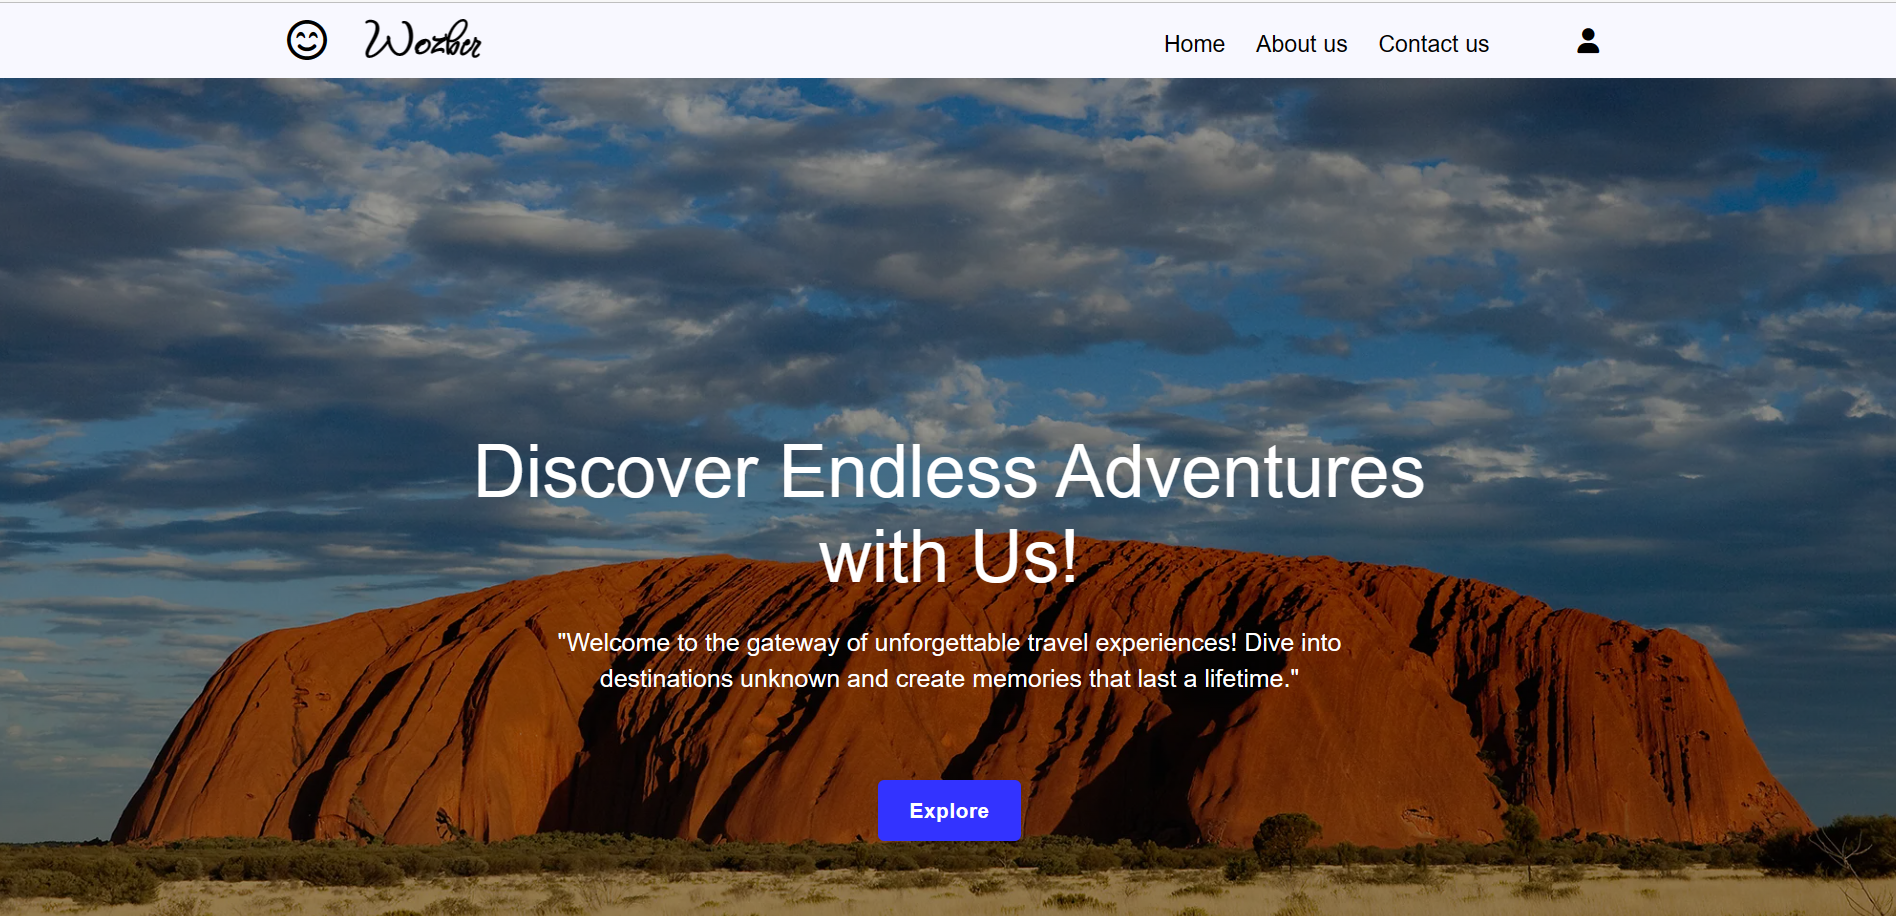 Wozber
Home About us Contact us
Discover Endless Adventures
with Us!
"Welcome to the gateway of unforgettable travel experiences! Dive into
destinations unknown and create memories that last a lifetime."
Explore